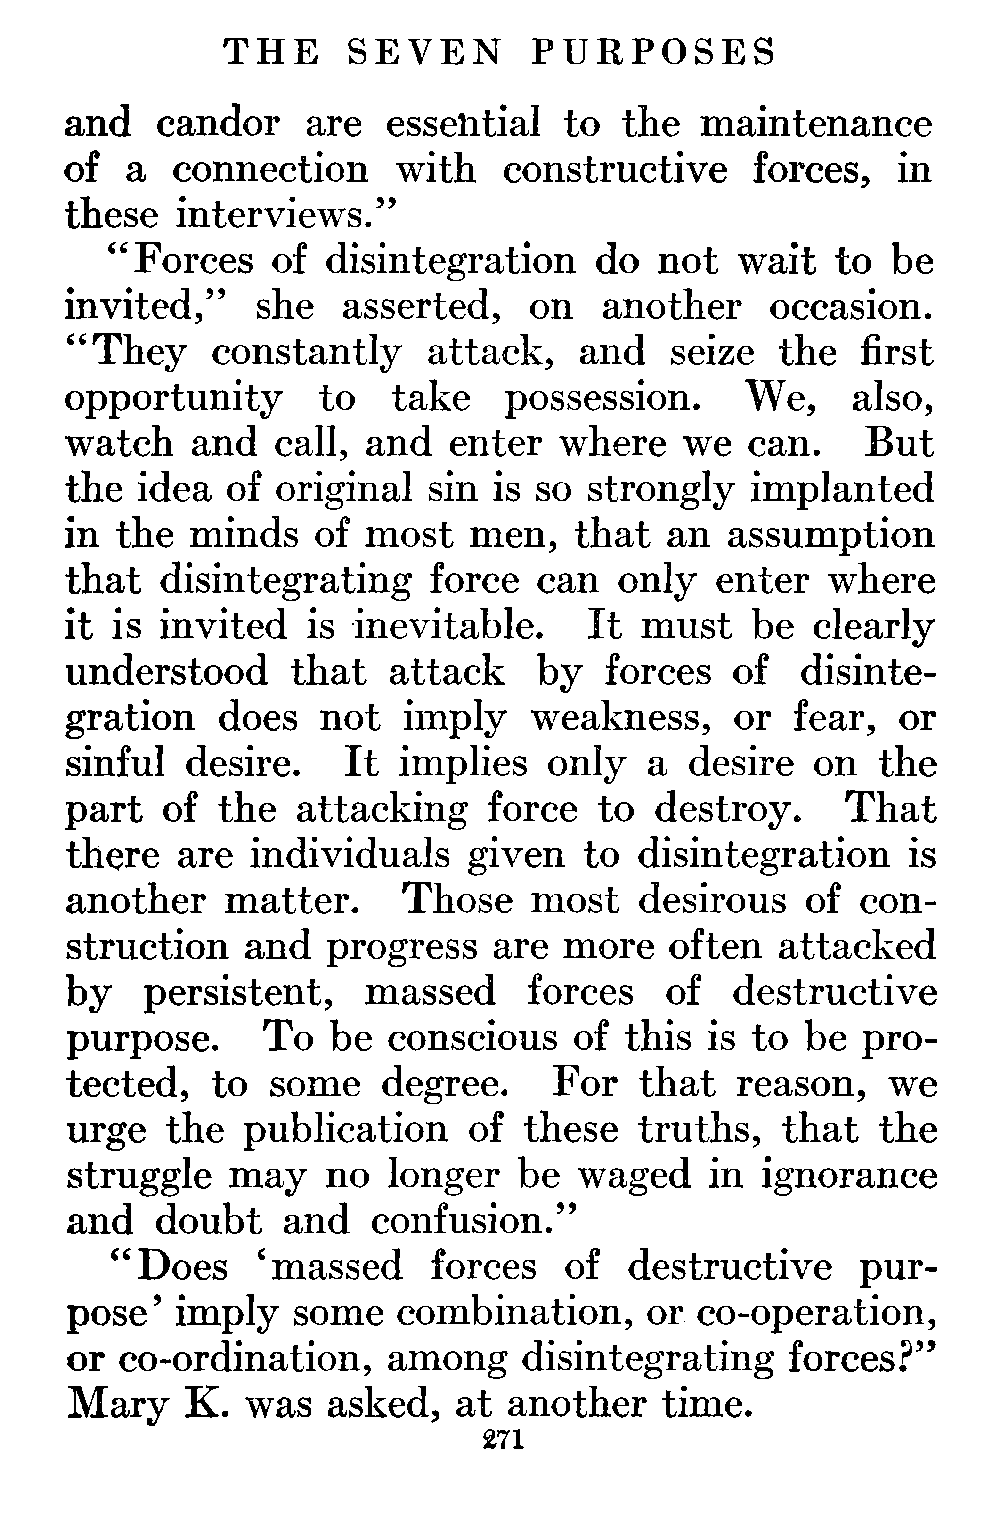 THE SEVEN PURPOSES
and candor are essential to the maintenance
of a connection with constructive forces, in
these interviews.”
“Forces of disintegration do not wait to be
invited,” she asserted, on another occasion.
“They constantly attack, and seize the first
opportunity to take possession. We, also,
watch and call, and enter where we can. But
the idea of original sin is so strongly implanted
in the minds of most men, that an assumption
that disintegrating force can only enter where
it is invited is inevitable. It must be clearly
understood that attack by forces of disinte-
gration does not imply weakness, or fear, or
sinful desire. It implies only a desire on the
part of the attacking force to destroy. That
there are individuals given to disintegration is
another matter. Those most desirous of con-
struction and progress are more often attacked
by persistent, massed forces of destructive
purpose. To be conscious of this is to be pro-
tected, to some degree. For that reason, we
urge the publication of these truths, that the
struggle may no longer be waged in ignorance
and doubt and confusion.”
“Does ‘massed forces of destructive pur-
pose’ imply some combination, or co-operation,
or co-ordination, among disintegrating forces?”
Mary K. was asked, at another time.
271